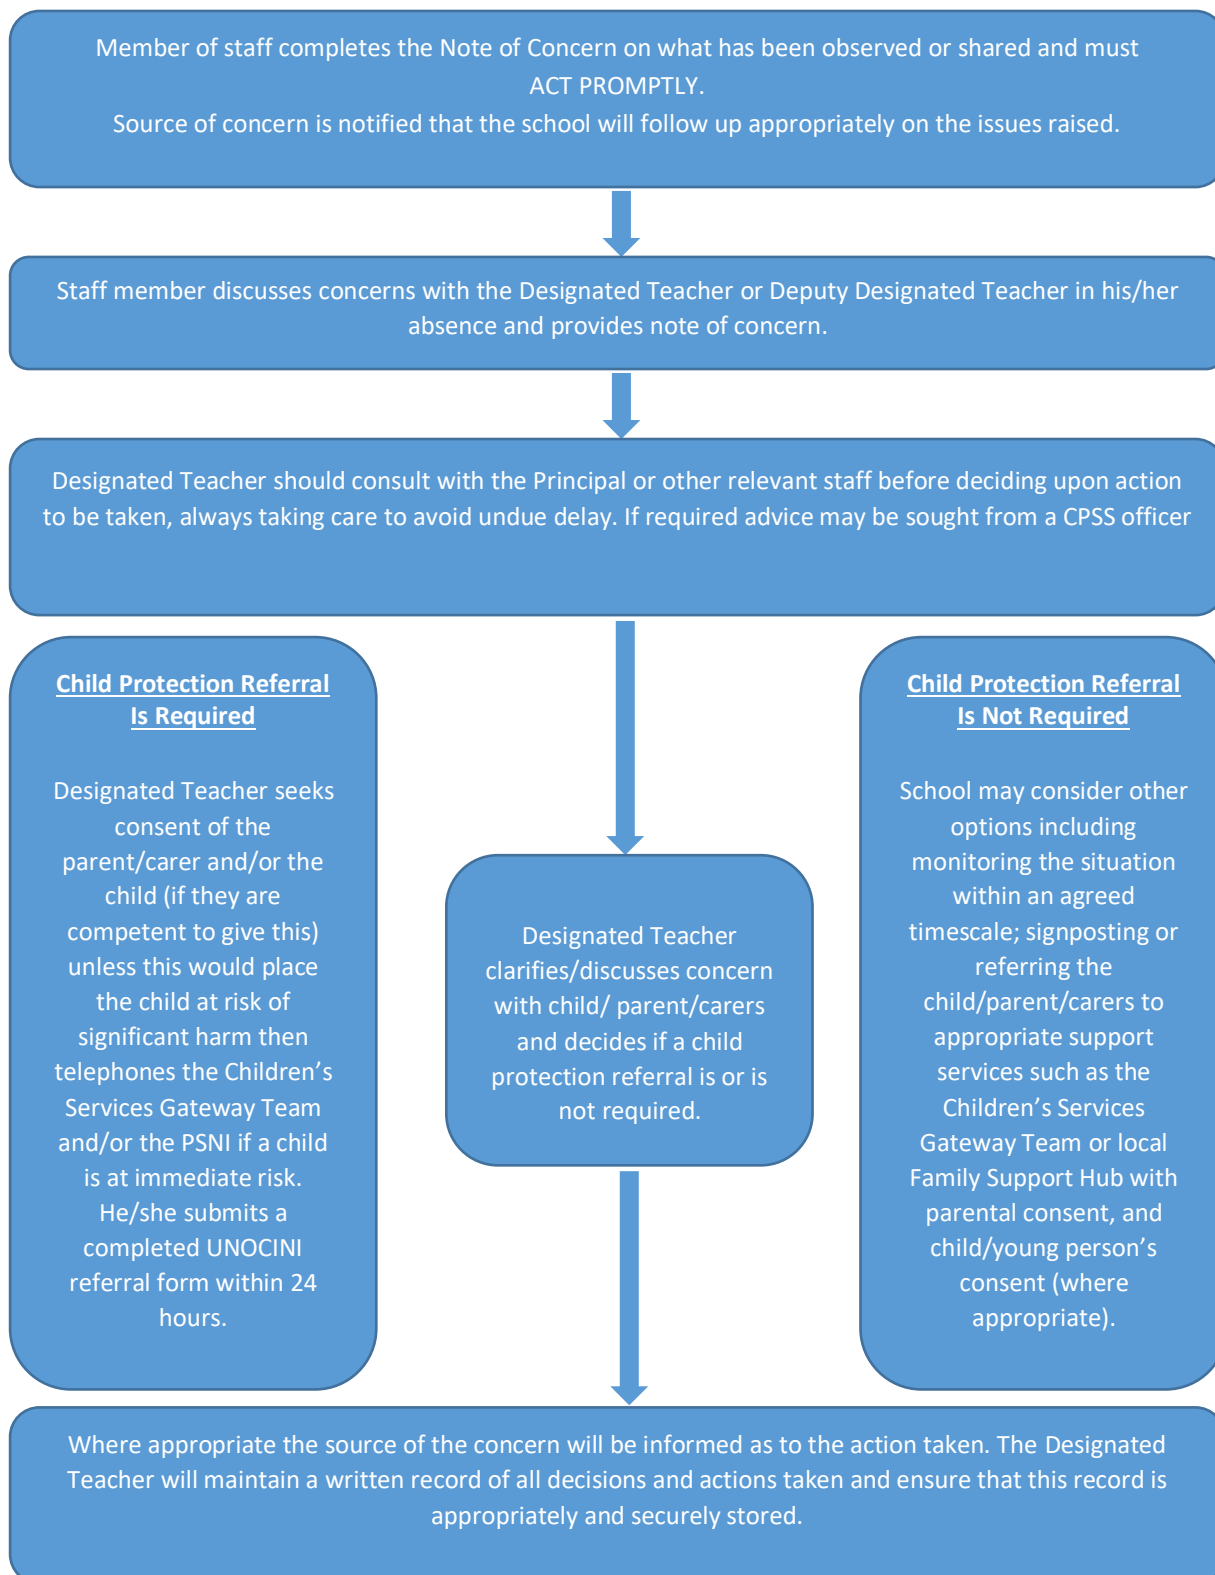 Member of staff completes the Note of Concern on what has been observed or shared and must
ACT PROMPTLY.
Source of concern is notified that the school will follow up appropriately on the issues raised.
Staff member discusses concerns with the Designated Teacher or Deputy Designated Teacher in his/her
absence and provides note of concern.
Designated Teacher should consult with the Principal or other relevant staff before deciding upon action
to be taken, always taking care to avoid undue delay. If required advice may be sought from a CPSS officer
Child Protection Referral
Is Required
Designated Teacher seeks
consent of the
parent/carer and/or the
child (if they are
competent to give this)
unless this would place
the child at risk of
significant harm then
telephones the Children’s
Services Gateway Team
and/or the PSNI if a child
is at immediate risk.
He/she submits a
completed UNOCINI
referral form within 24
hours.
Designated Teacher
clarifies/discusses concern
with child/ parent/carers
and decides if a child
protection referral is or is
not required.
Child Protection Referral
Is Not Required
School may consider other
options including
monitoring the situation
within an agreed
timescale; signposting or
referring the
child/parent/carers to
appropriate support
services such as the
Children’s Services
Gateway Team or local
Family Support Hub with
parental consent, and
child/young person’s
consent (where
appropriate).
Where appropriate the source of the concern will be informed as to the action taken. The Designated
Teacher will maintain a written record of all decisions and actions taken and ensure that this record is
appropriately and securely stored.